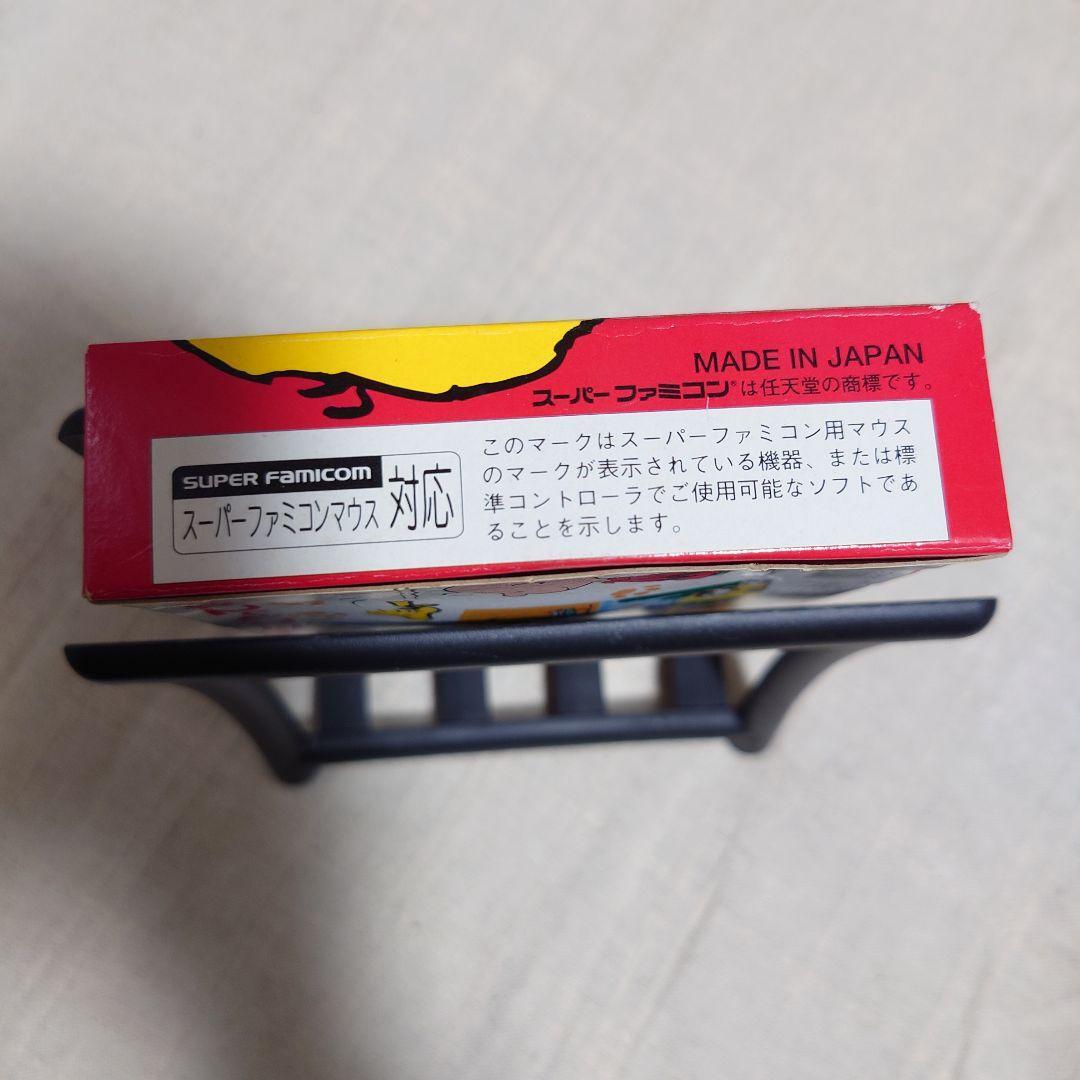 MADE IN JAPAN
スーパーファミコン®は任天堂の商標です。
SUPER FAMICOM
スーパーファミコンマウス 対応
このマークはスーパーファミコン用マウス
のマークが表示されている機器、または標
準コントローラでご使用可能なソフトであ
ることを示します。